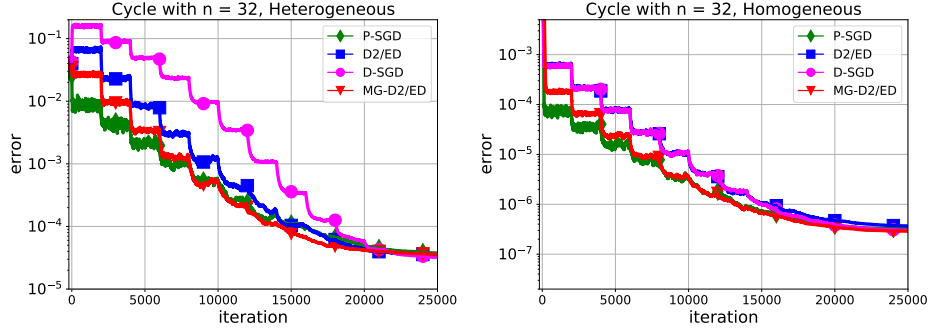 Cycle with n = 32, Heterogeneous
10⁻¹
10⁻²
10⁻³
10⁻⁴
10⁻⁵
error
P-SGD
D2/ED
D-SGD
MG-D2/ED
0 5000 10000 15000 20000 25000
iteration
Cycle with n = 32, Homogeneous
10⁻³
10⁻⁴
10⁻⁵
10⁻⁶
10⁻⁷
error
P-SGD
D2/ED
D-SGD
MG-D2/ED
0 5000 10000 15000 20000 25000
iteration